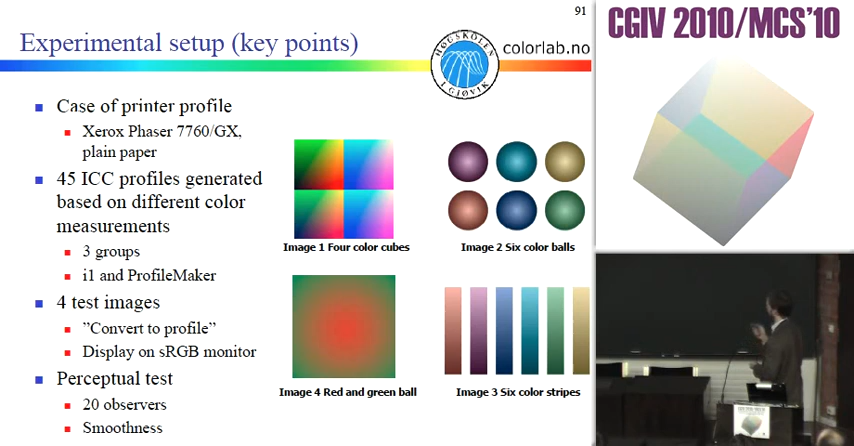 91
CGIV 2010/MCS'10
Experimental setup (key points)
HØGSKOLEN
I GJØVIK
colorlab.no
Case of printer profile
Xerox Phaser 7760/GX,
plain paper
45 ICC profiles generated
based on different color
measurements
3 groups
i1 and ProfileMaker
4 test images
”Convert to profile”
Display on sRGB monitor
Perceptual test
20 observers
Smoothness
Image 1 Four color cubes
Image 2 Six color balls
Image 4 Red and green ball
Image 3 Six color stripes